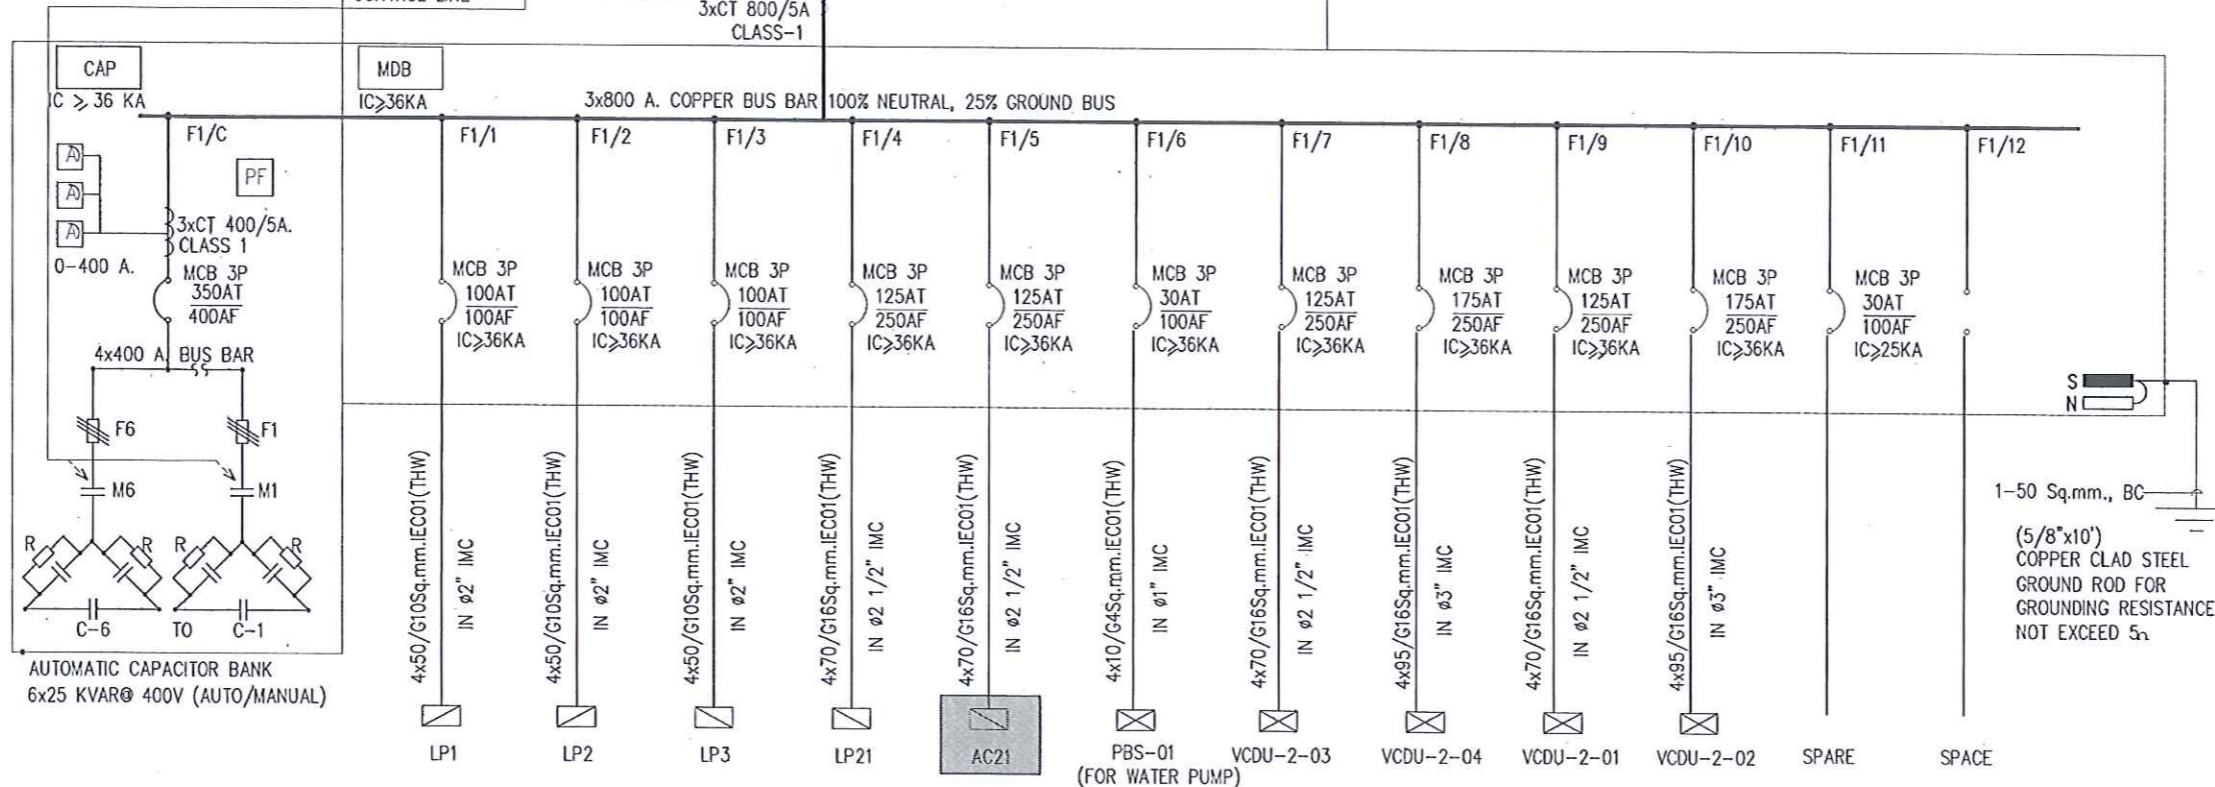 3xCT 800/5A
CLASS-1
CAP
IC ≥ 36 KA
MDB
IC≥36KA
3x800 A. COPPER BUS BAR 100% NEUTRAL, 25% GROUND BUS
F1/C
F1/1
F1/2
F1/3
F1/4
F1/5
F1/6
F1/7
F1/8
F1/9
F1/10
F1/11
F1/12
A
A
A
0-400 A.
PF
3xCT 400/5A.
CLASS 1
MCB 3P
350AT
400AF
4x400 A. BUS BAR
F6
F1
M6
M1
R
R
R
R
C-6
TO
C-1
AUTOMATIC CAPACITOR BANK
6x25 KVAR@ 400V (AUTO/MANUAL)
MCB 3P
100AT
100AF
IC≥36KA
MCB 3P
100AT
100AF
IC≥36KA
MCB 3P
100AT
100AF
IC≥36KA
MCB 3P
125AT
250AF
IC≥36KA
MCB 3P
125AT
250AF
IC≥36KA
MCB 3P
30AT
100AF
IC≥36KA
MCB 3P
125AT
250AF
IC≥36KA
MCB 3P
175AT
250AF
IC≥36KA
MCB 3P
125AT
250AF
IC≥36KA
MCB 3P
175AT
250AF
IC≥36KA
MCB 3P
30AT
100AF
IC≥25KA
4x50/G10Sq.mm.IEC01(THW)
IN ø2" IMC
4x50/G10Sq.mm.IEC01(THW)
IN ø2" IMC
4x50/G10Sq.mm.IEC01(THW)
IN ø2" IMC
4x70/G16Sq.mm.IEC01(THW)
IN ø2 1/2" IMC
4x70/G16Sq.mm.IEC01(THW)
IN ø2 1/2" IMC
4x10/G4Sq.mm.IEC01(THW)
IN ø1" IMC
4x70/G16Sq.mm.IEC01(THW)
IN ø2 1/2" IMC
4x95/G16Sq.mm.IEC01(THW)
IN ø3" IMC
4x70/G16Sq.mm.IEC01(THW)
IN ø2 1/2" IMC
4x95/G16Sq.mm.IEC01(THW)
IN ø3" IMC
LP1
LP2
LP3
LP21
AC21
PBS-01
(FOR WATER PUMP)
VCDU-2-03
VCDU-2-04
VCDU-2-01
VCDU-2-02
SPARE
SPACE
S
N
1-50 Sq.mm., BC
(5/8"x10')
COPPER CLAD STEEL
GROUND ROD FOR
GROUNDING RESISTANCE
NOT EXCEED 5Ω